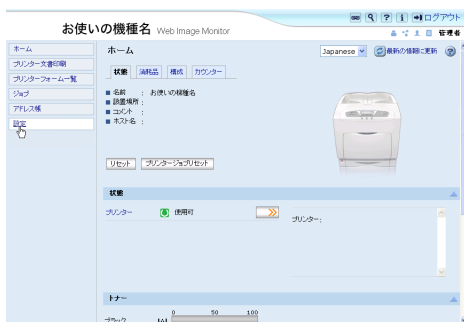 ログアウト
お使いの機種名 Web Image Monitor
管理者
ホーム
プリンター文書印刷
プリンターフォーム一覧
ジョブ
アドレス帳
設定
ホーム
Japanese
最新の情報に更新
状態 消耗品 構成 カウンター
名前 : お使いの機種名
設置場所 :
コメント :
ホスト名 :
リセット プリンタージョブリセット
状態
プリンター 使用可
プリンター:
トナー
0 50 100
ブラック